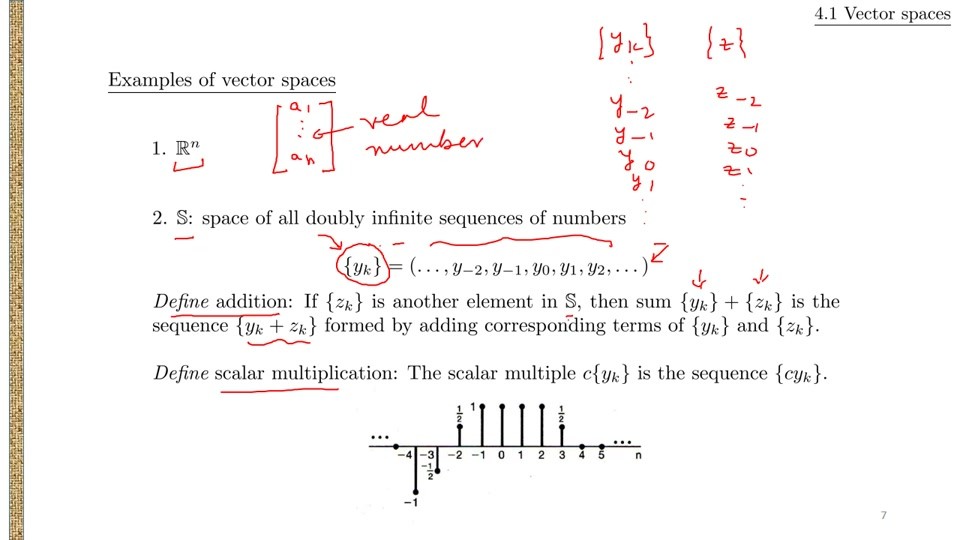 4.1 Vector spaces
{yk} {z}
Examples of vector spaces
1. ℝⁿ
a1
⋮
an
real
number
⋮
y−2 z−2
y−1 z−1
y0 z0
y1 z1
⋮ ⋮
2. 𝕊: space of all doubly infinite sequences of numbers
{yk} = (. . . , y−2, y−1, y0, y1, y2, . . . )
Define addition: If {zk} is another element in 𝕊, then sum {yk} + {zk} is the
sequence {yk + zk} formed by adding corresponding terms of {yk} and {zk}.
Define scalar multiplication: The scalar multiple c{yk} is the sequence {cyk}.
1/2 1 1/2
... ...
−4 −3 −2 −1 0 1 2 3 4 5 n
−1/2
−1
7